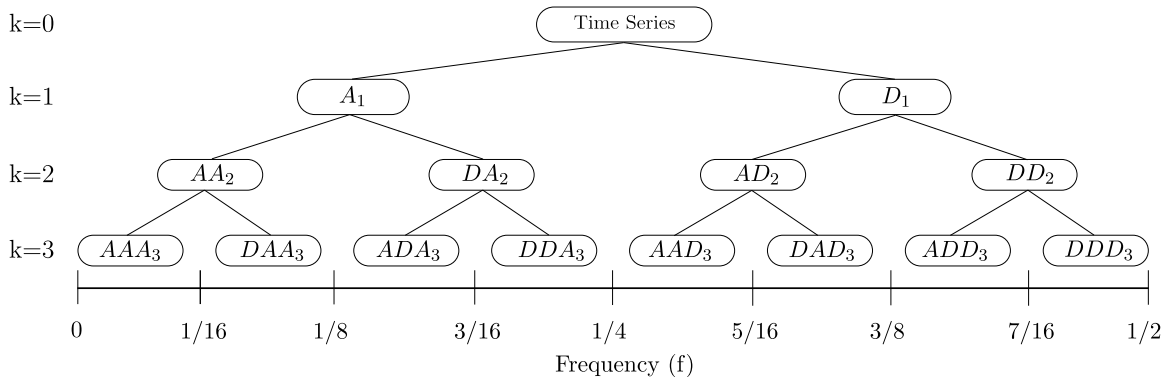 k=0 Time Series
k=1 A₁ D₁
k=2 AA₂ DA₂ AD₂ DD₂
k=3 AAA₃ DAA₃ ADA₃ DDA₃ AAD₃ DAD₃ ADD₃ DDD₃
0 1/16 1/8 3/16 1/4 5/16 3/8 7/16 1/2
Frequency (f)